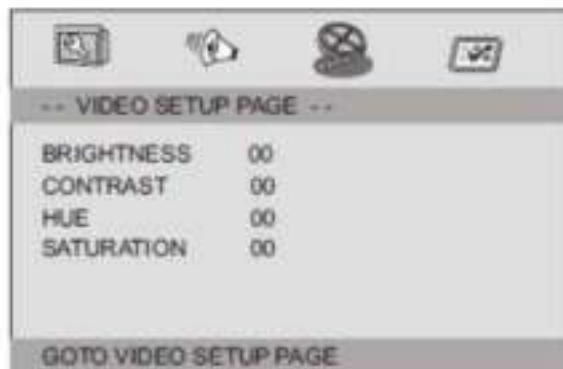 -- VIDEO SETUP PAGE --
BRIGHTNESS 00
CONTRAST 00
HUE 00
SATURATION 00
GOTO VIDEO SETUP PAGE